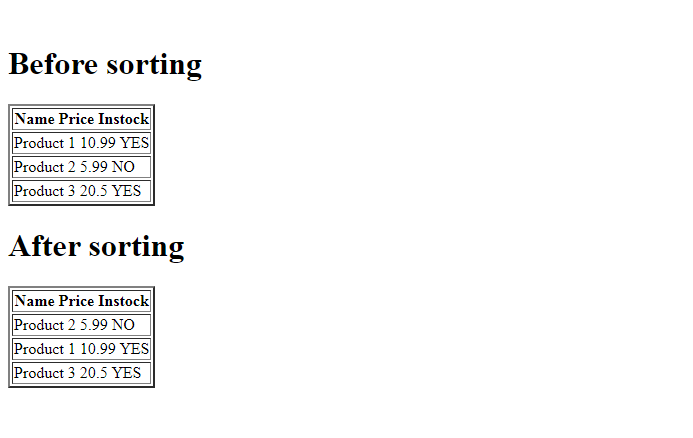 Before sorting
Name Price Instock
Product 1 10.99 YES
Product 2 5.99 NO
Product 3 20.5 YES
After sorting
Name Price Instock
Product 2 5.99 NO
Product 1 10.99 YES
Product 3 20.5 YES